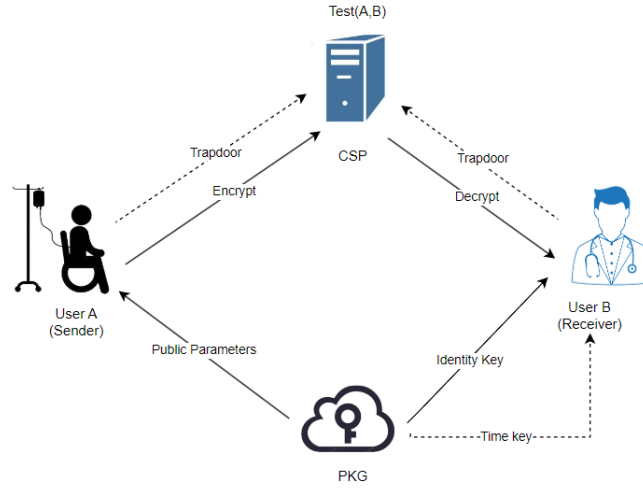 Test(A,B)
CSP
Trapdoor
Trapdoor
Encrypt
Decrypt
User A
(Sender)
User B
(Receiver)
Public Parameters
Identity Key
Time key
PKG